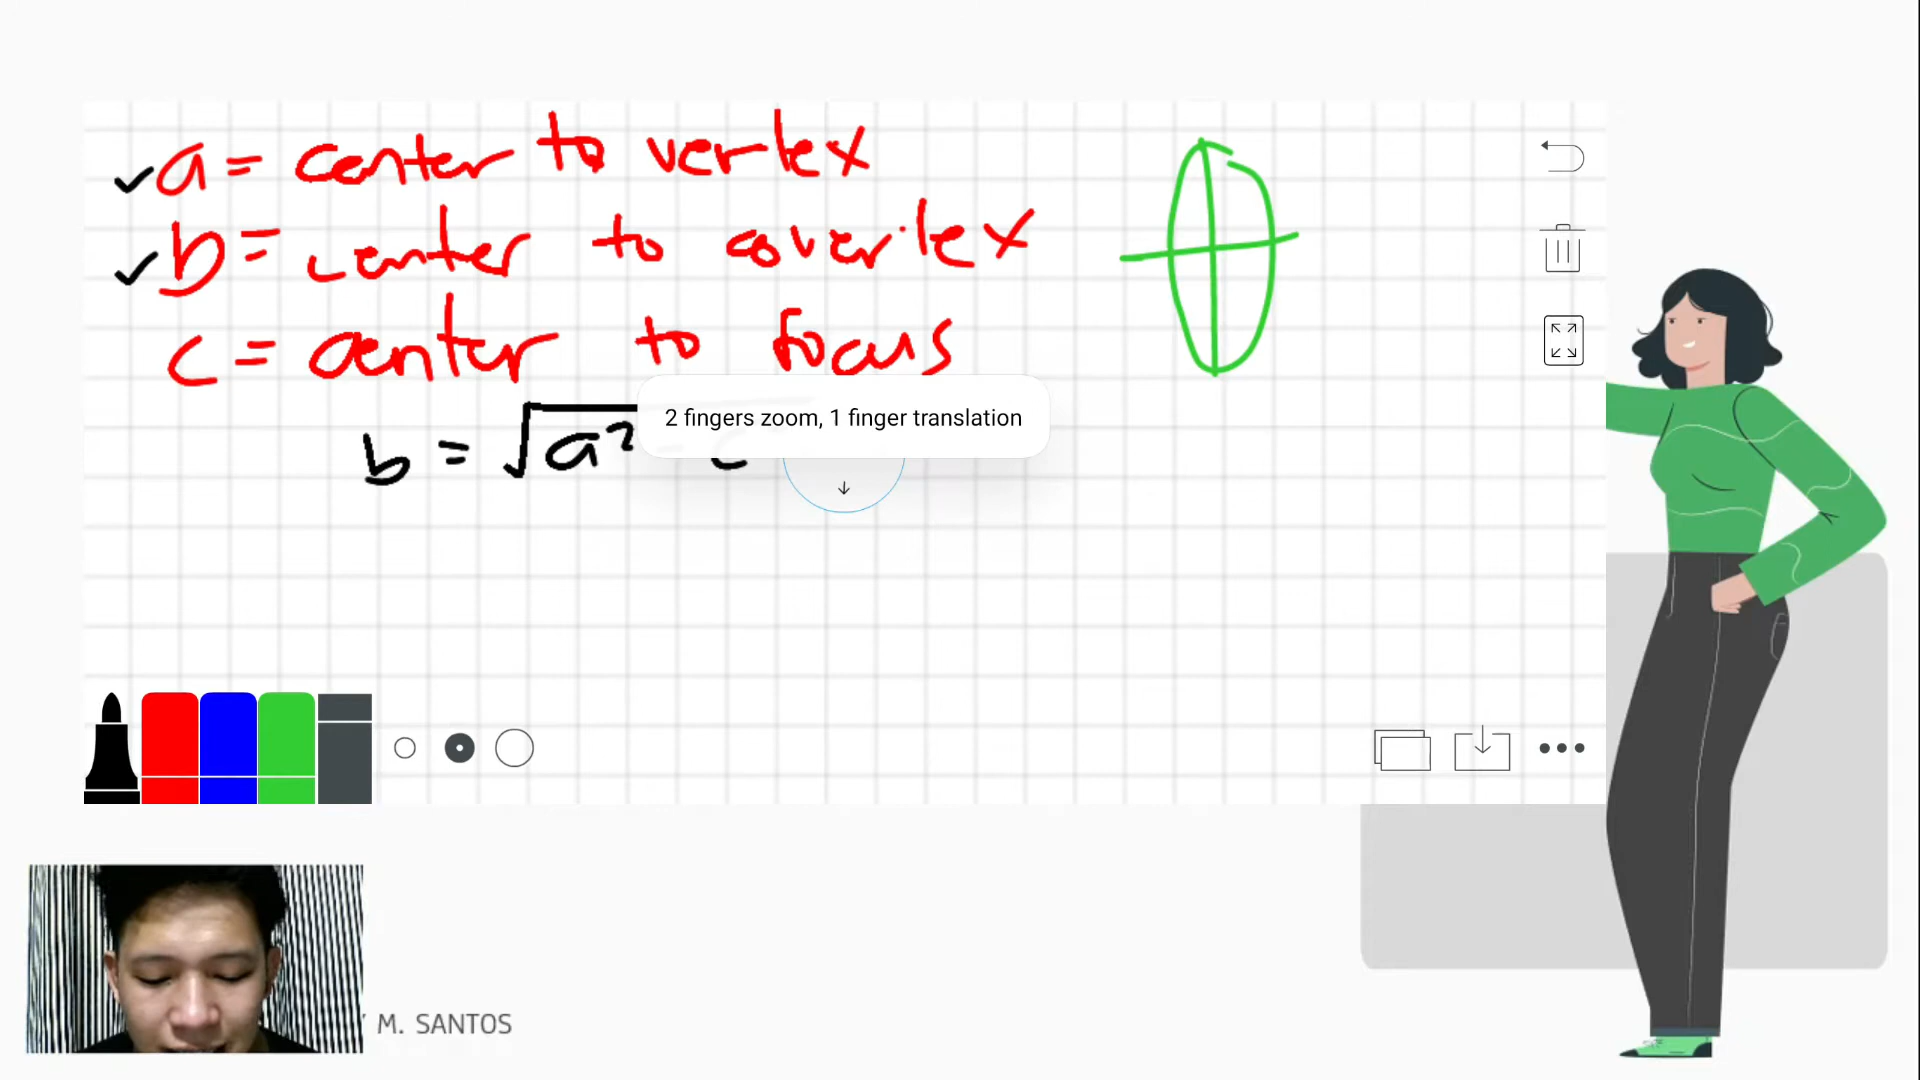 ✓ a = center to vertex
✓ b = center to covertex
c = center to focus
2 fingers zoom, 1 finger translation
b = √a² - c
M. SANTOS